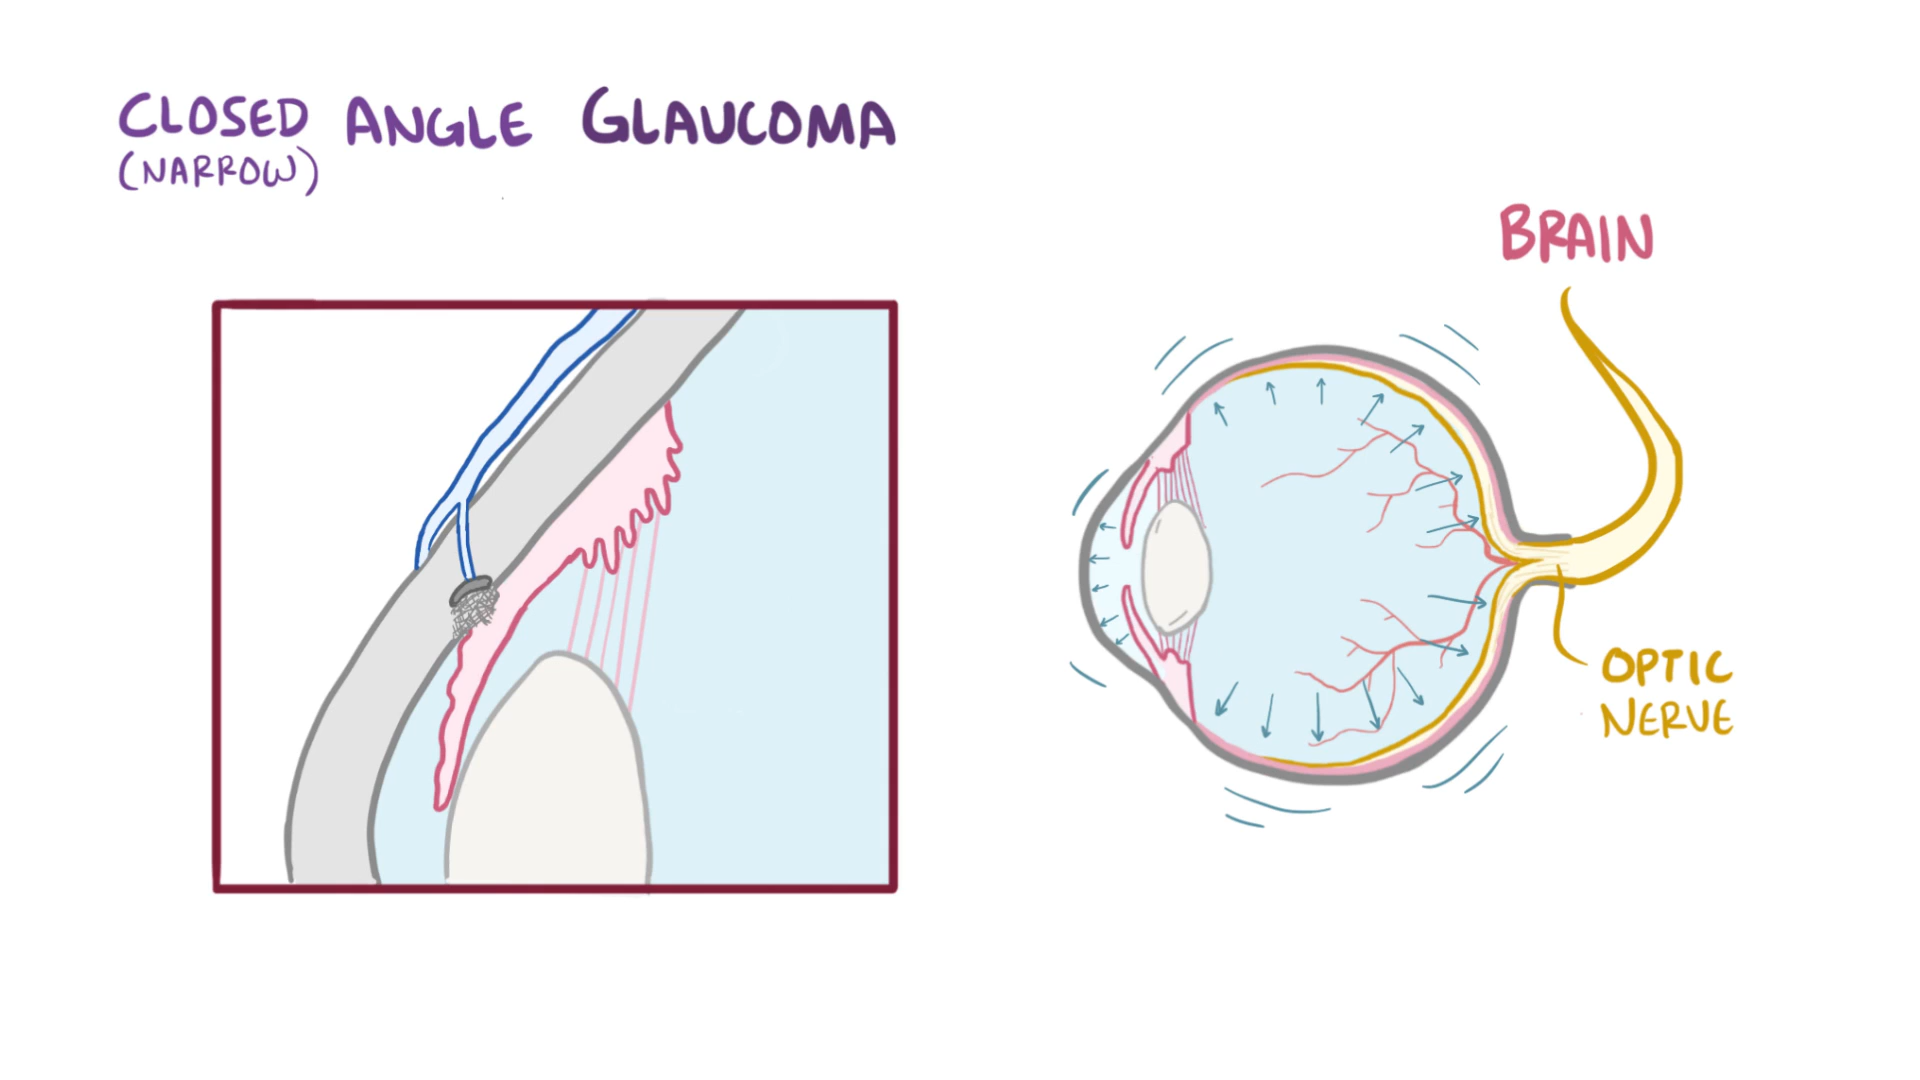 CLOSED ANGLE GLAUCOMA
(NARROW)
BRAIN
OPTIC
NERVE